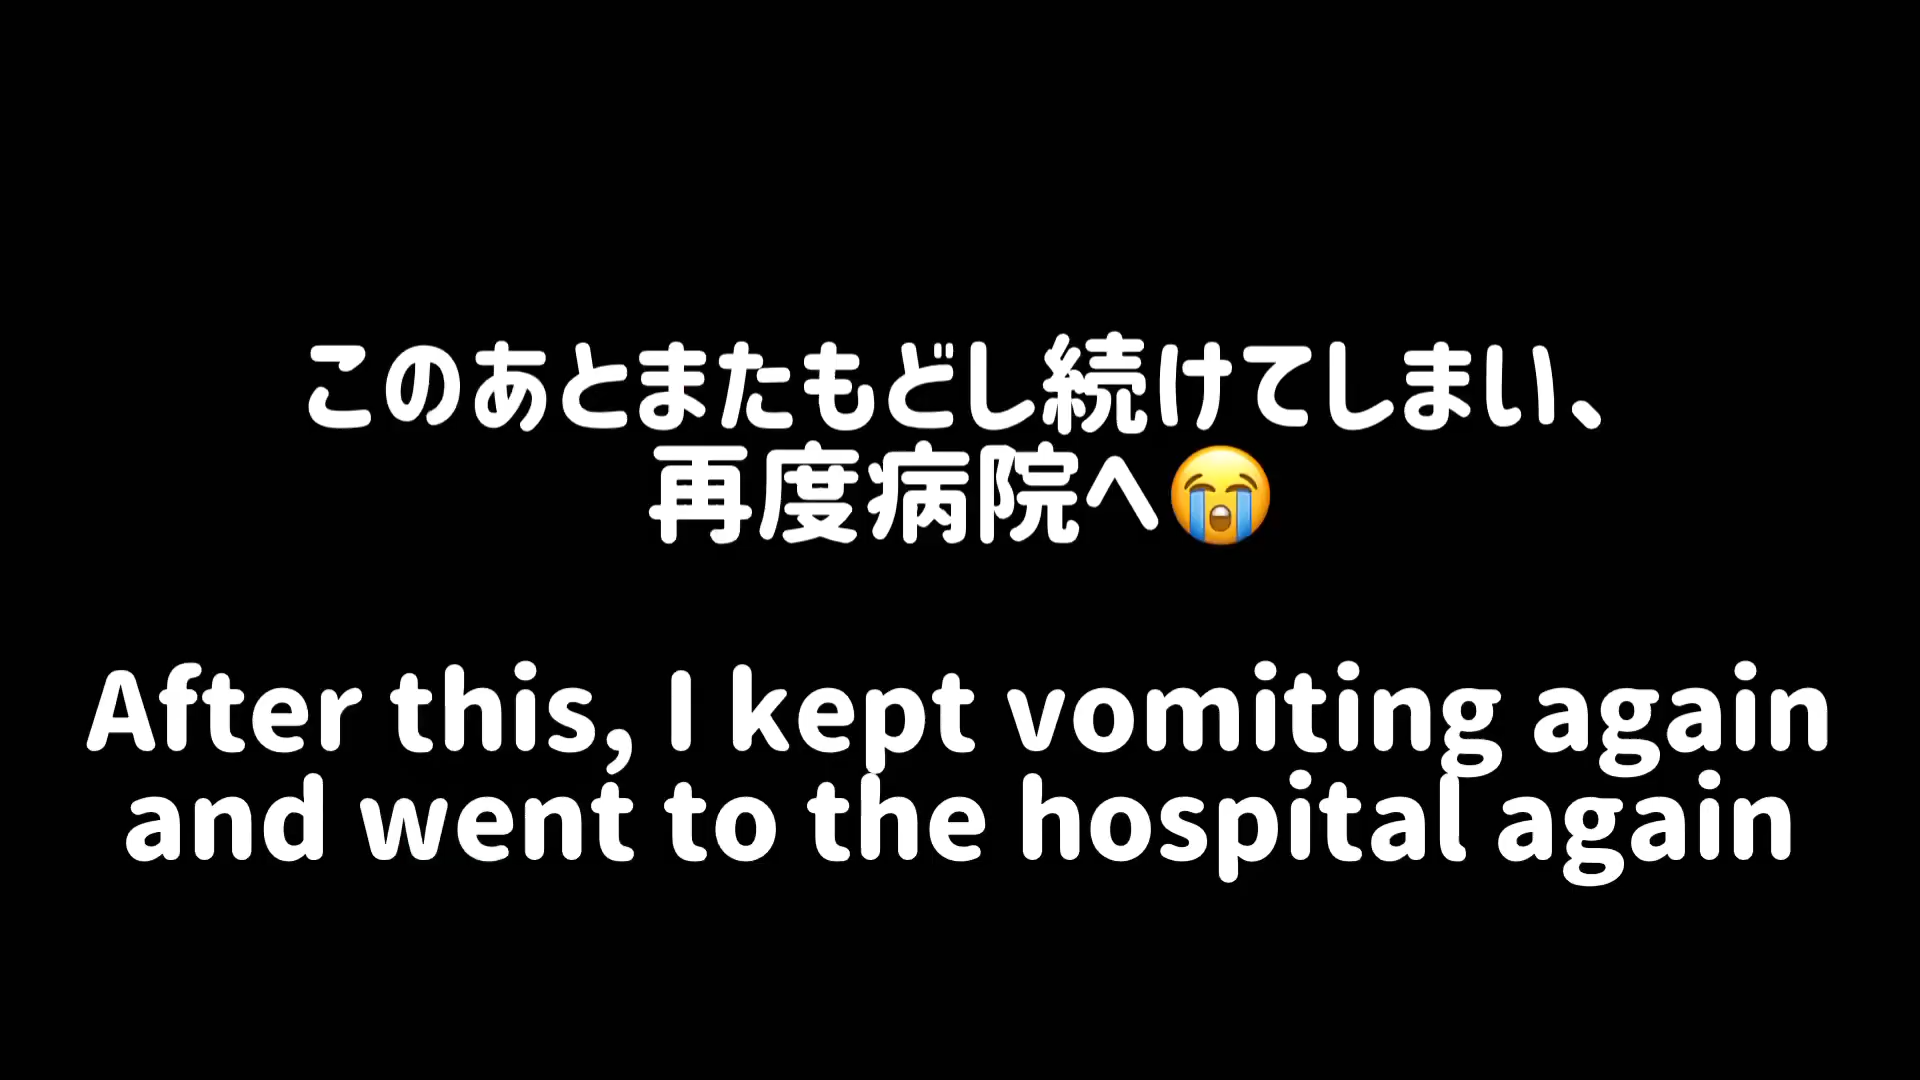 このあとまたもどし続けてしまい、
再度病院へ😭
After this, I kept vomiting again
and went to the hospital again